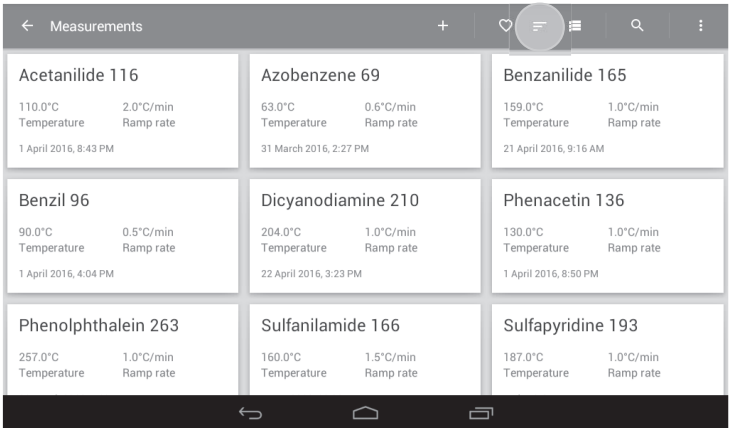 Measurements
Acetanilide 116
110.0°C 2.0°C/min
Temperature Ramp rate
1 April 2016, 8:43 PM
Azobenzene 69
63.0°C 0.6°C/min
Temperature Ramp rate
31 March 2016, 2:27 PM
Benzanilide 165
159.0°C 1.0°C/min
Temperature Ramp rate
21 April 2016, 9:16 AM
Benzil 96
90.0°C 0.5°C/min
Temperature Ramp rate
1 April 2016, 4:04 PM
Dicyanodiamine 210
204.0°C 1.0°C/min
Temperature Ramp rate
22 April 2016, 3:23 PM
Phenacetin 136
130.0°C 1.0°C/min
Temperature Ramp rate
1 April 2016, 8:50 PM
Phenolphthalein 263
257.0°C 1.0°C/min
Temperature Ramp rate
Sulfanilamide 166
160.0°C 1.5°C/min
Temperature Ramp rate
Sulfapyridine 193
187.0°C 1.0°C/min
Temperature Ramp rate